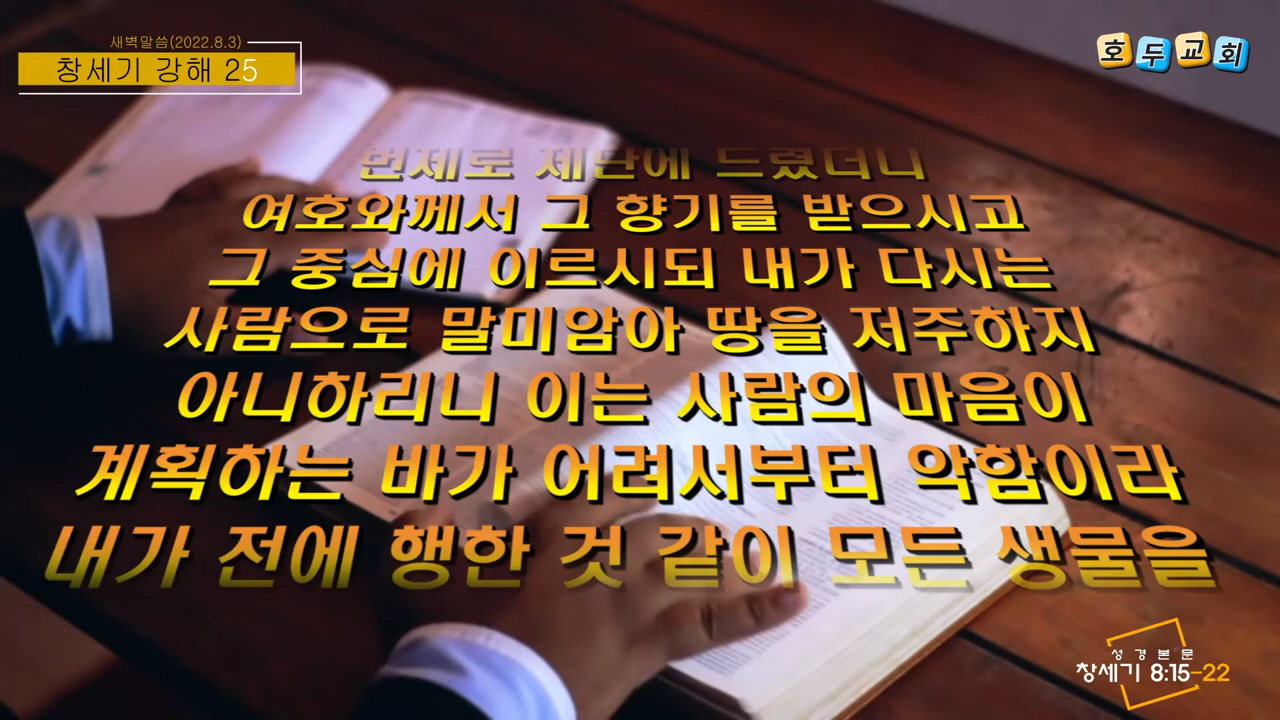 새벽말씀(2022.8.3)
창세기 강해 25
호두교회
번제로 제단에 드렸더니
여호와께서 그 향기를 받으시고
그 중심에 이르시되 내가 다시는
사람으로 말미암아 땅을 저주하지
아니하리니 이는 사람의 마음이
계획하는 바가 어려서부터 악함이라
내가 전에 행한 것 같이 모든 생물을
성경본문
창세기 8:15-22